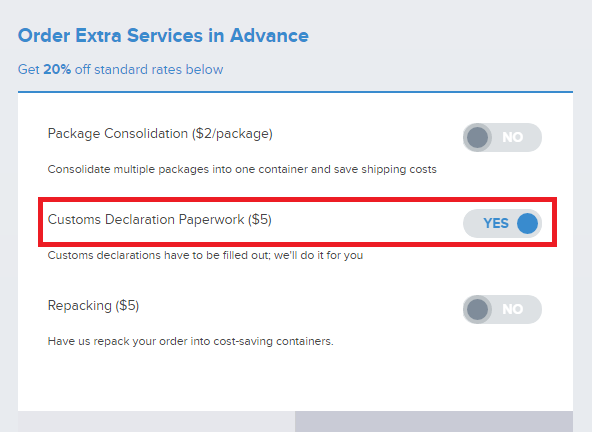 Order Extra Services in Advance
Get 20% off standard rates below
Package Consolidation ($2/package)
NO
Consolidate multiple packages into one container and save shipping costs
Customs Declaration Paperwork ($5)
YES
Customs declarations have to be filled out; we'll do it for you
Repacking ($5)
NO
Have us repack your order into cost-saving containers.